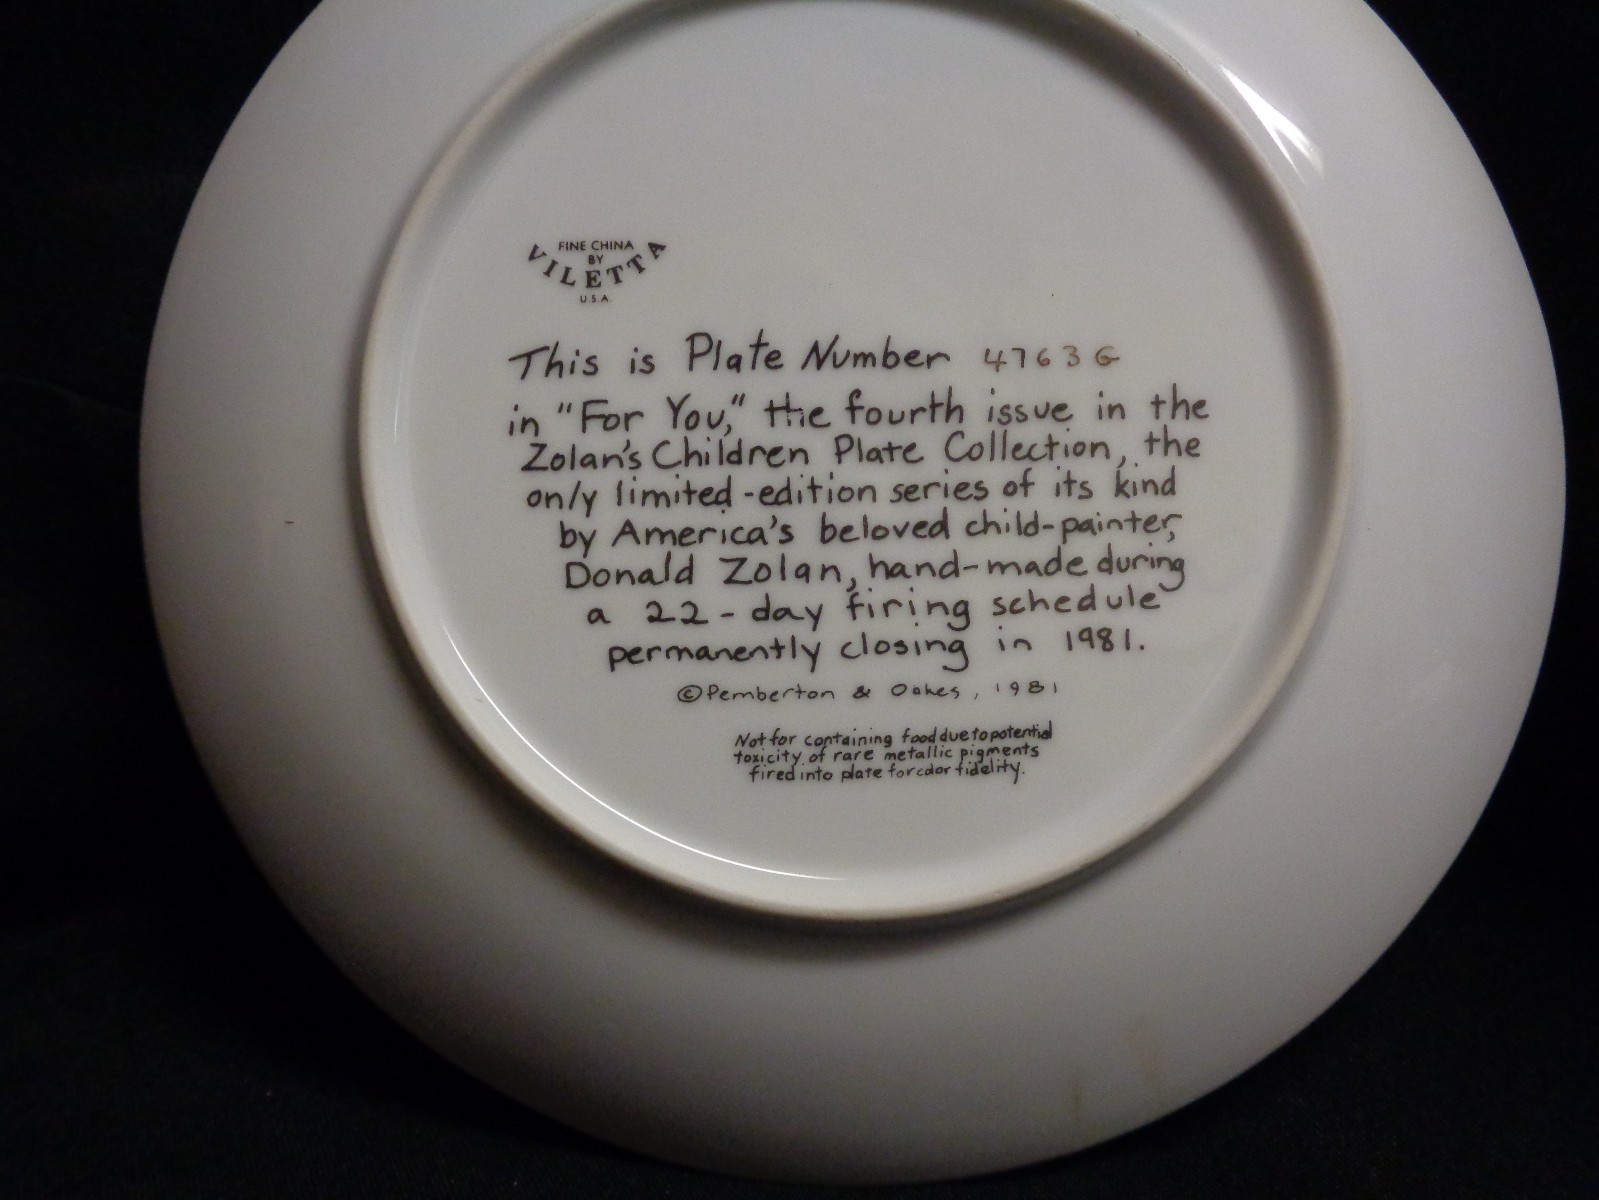 FINE CHINA
BY
VILETTA
U.S.A.
This is Plate Number 4763G
in "For You," the fourth issue in the
Zolan's Children Plate Collection, the
only limited-edition series of its kind
by America's beloved child-painter,
Donald Zolan, hand-made during
a 22-day firing schedule
permanently closing in 1981.
©Pemberton & Oakes, 1981
Not for containing food due to potential
toxicity of rare metallic pigments
fired into plate for color fidelity.